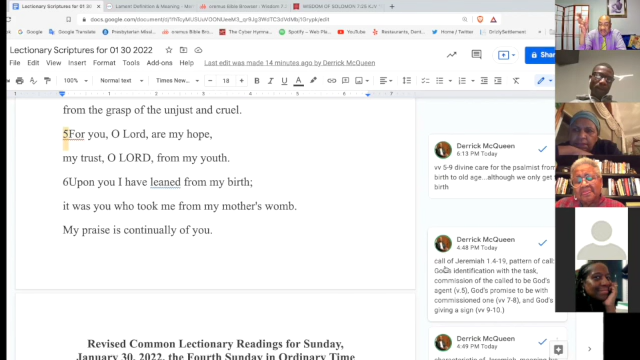 Lectionary Scriptures for 01 30 2022
File Edit View Insert Format Tools Add-ons Help
Last edit was made 14 minutes ago by Derrick McQueen
Share
100%
Normal text
Times New...
18
from the grasp of the unjust and cruel.
5For you, O Lord, are my hope,
my trust, O LORD, from my youth.
6Upon you I have leaned from my birth;
it was you who took me from my mother's womb.
My praise is continually of you.
Revised Common Lectionary Readings for Sunday,
January 30, 2022, the Fourth Sunday in Ordinary Time
Derrick McQueen
6:13 PM Today
vv 5-9 divine care for the psalmist from
birth to old age...although we only get
birth
Derrick McQueen
4:48 PM Today
call of Jeremiah 1.4-19, pattern of call
God's identification with the task,
commission of the called to be God's
agent (v.5), God's promise to be with
commissioned one (vv 7-8), and God's
giving a sign (vv 9-10.)
Derrick McQueen
4:49 PM Today